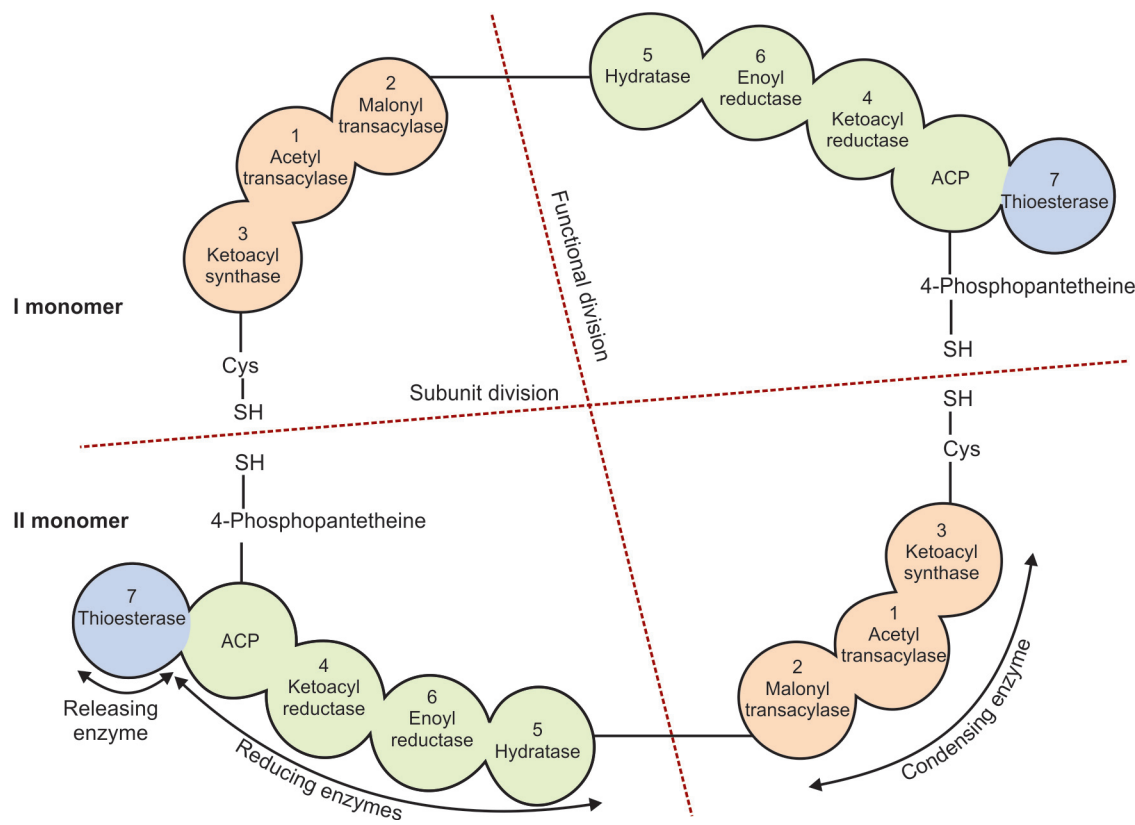 5
Hydratase
6
Enoyl
reductase
2
Malonyl
transacylase
4
Ketoacyl
reductase
1
Acetyl
transacylase
ACP
7
Thioesterase
3
Ketoacyl
synthase
Functional division
4-Phosphopantetheine
I monomer
SH
Cys
Subunit division
SH
SH
SH
Cys
II monomer
4-Phosphopantetheine
3
Ketoacyl
synthase
7
Thioesterase
ACP
1
Acetyl
transacylase
4
Ketoacyl
reductase
2
Malonyl
transacylase
6
Enoyl
reductase
5
Hydratase
Releasing
enzyme
Reducing enzymes
Condensing enzyme